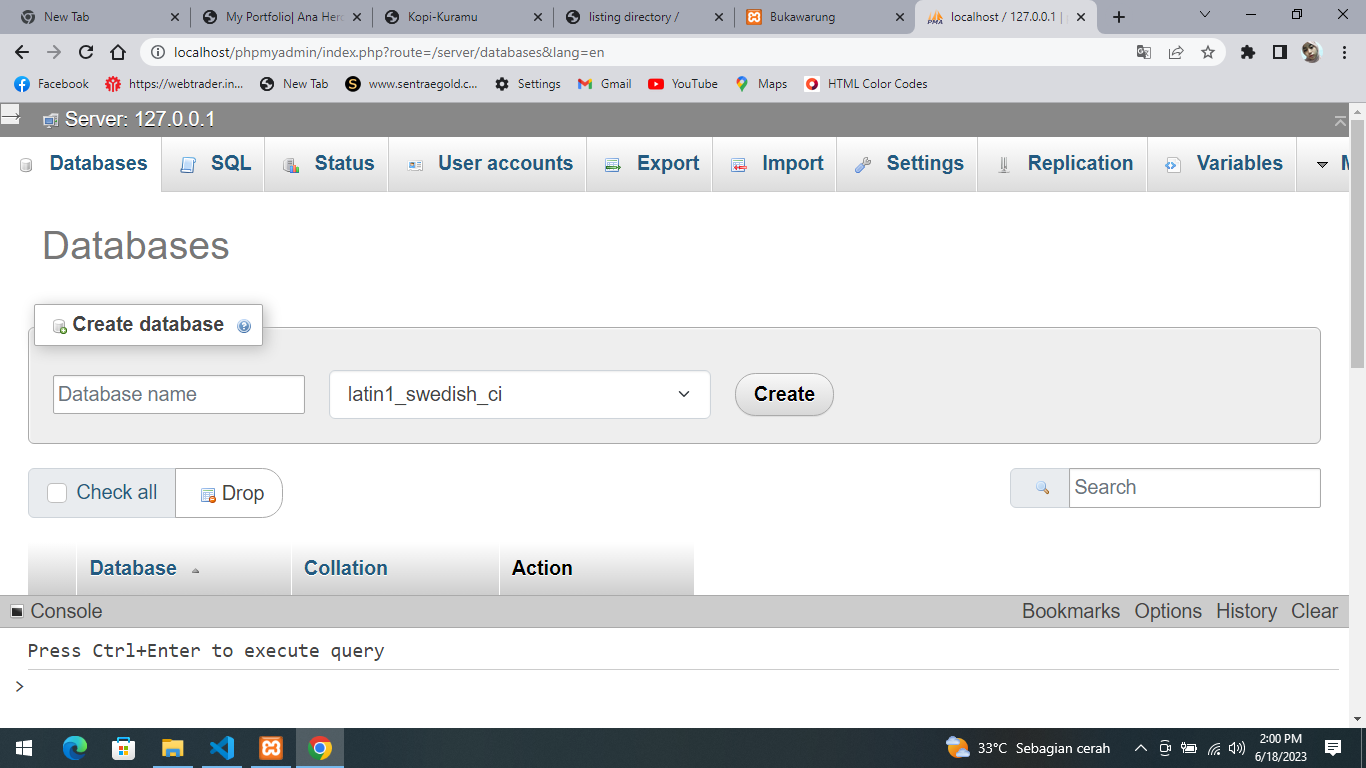 New Tab
My Portfolio| Ana Her
Kopi-Kuramu
listing directory /
Bukawarung
localhost / 127.0.0.1 |
localhost/phpmyadmin/index.php?route=/server/databases&lang=en
Facebook
https://webtrader.in...
New Tab
www.sentraegold.c...
Settings
Gmail
YouTube
Maps
HTML Color Codes
Server: 127.0.0.1
Databases
SQL
Status
User accounts
Export
Import
Settings
Replication
Variables
Databases
Create database
Database name
latin1_swedish_ci
Create
Check all
Drop
Search
Database
Collation
Action
Console
Bookmarks
Options
History
Clear
Press Ctrl+Enter to execute query
>
33°C Sebagian cerah
2:00 PM
6/18/2023